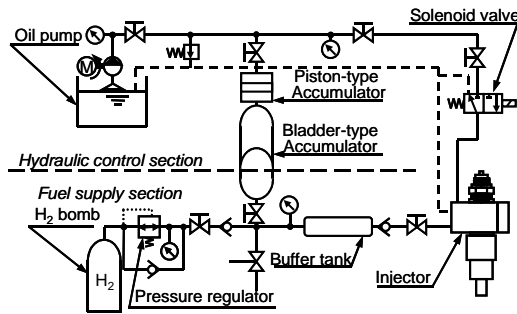 Solenoid valve
Oil pump
M
Piston-type
Accumulator
Bladder-type
Accumulator
Hydraulic control section
Fuel supply section
H2 bomb
H2
Buffer tank
Injector
Pressure regulator